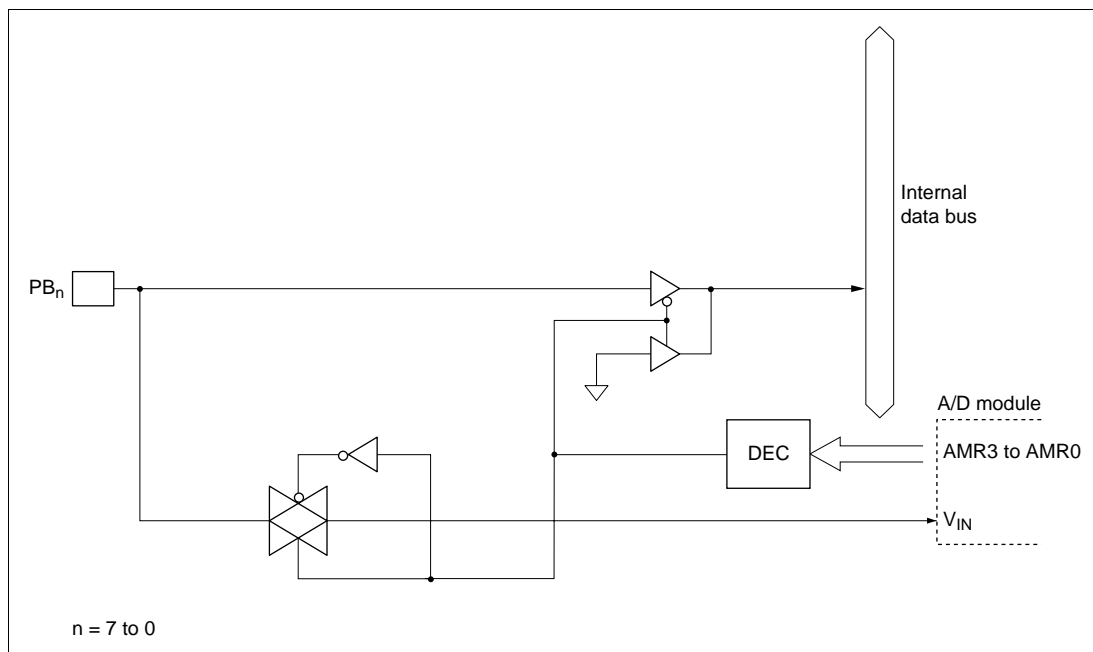 Internal
data bus
PBn
A/D module
DEC
AMR3 to AMR0
VIN
n = 7 to 0